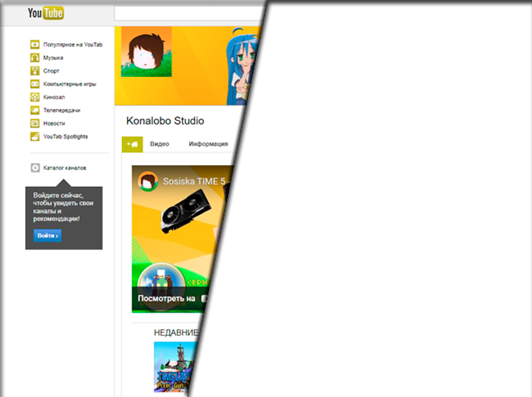 YouTube
Популярное на YouTab
Музыка
Спорт
Компьютерные игры
Кинозал
Телепередачи
Новости
YouTab Spotlights
Каталог каналов
Войдите сейчас,
чтобы увидеть свои
каналы и
рекомендации!
Войти ›
Konalobo Studio
Видео Информация
Sosiska TIME 5
Посмотреть на
НЕДАВНИЕ